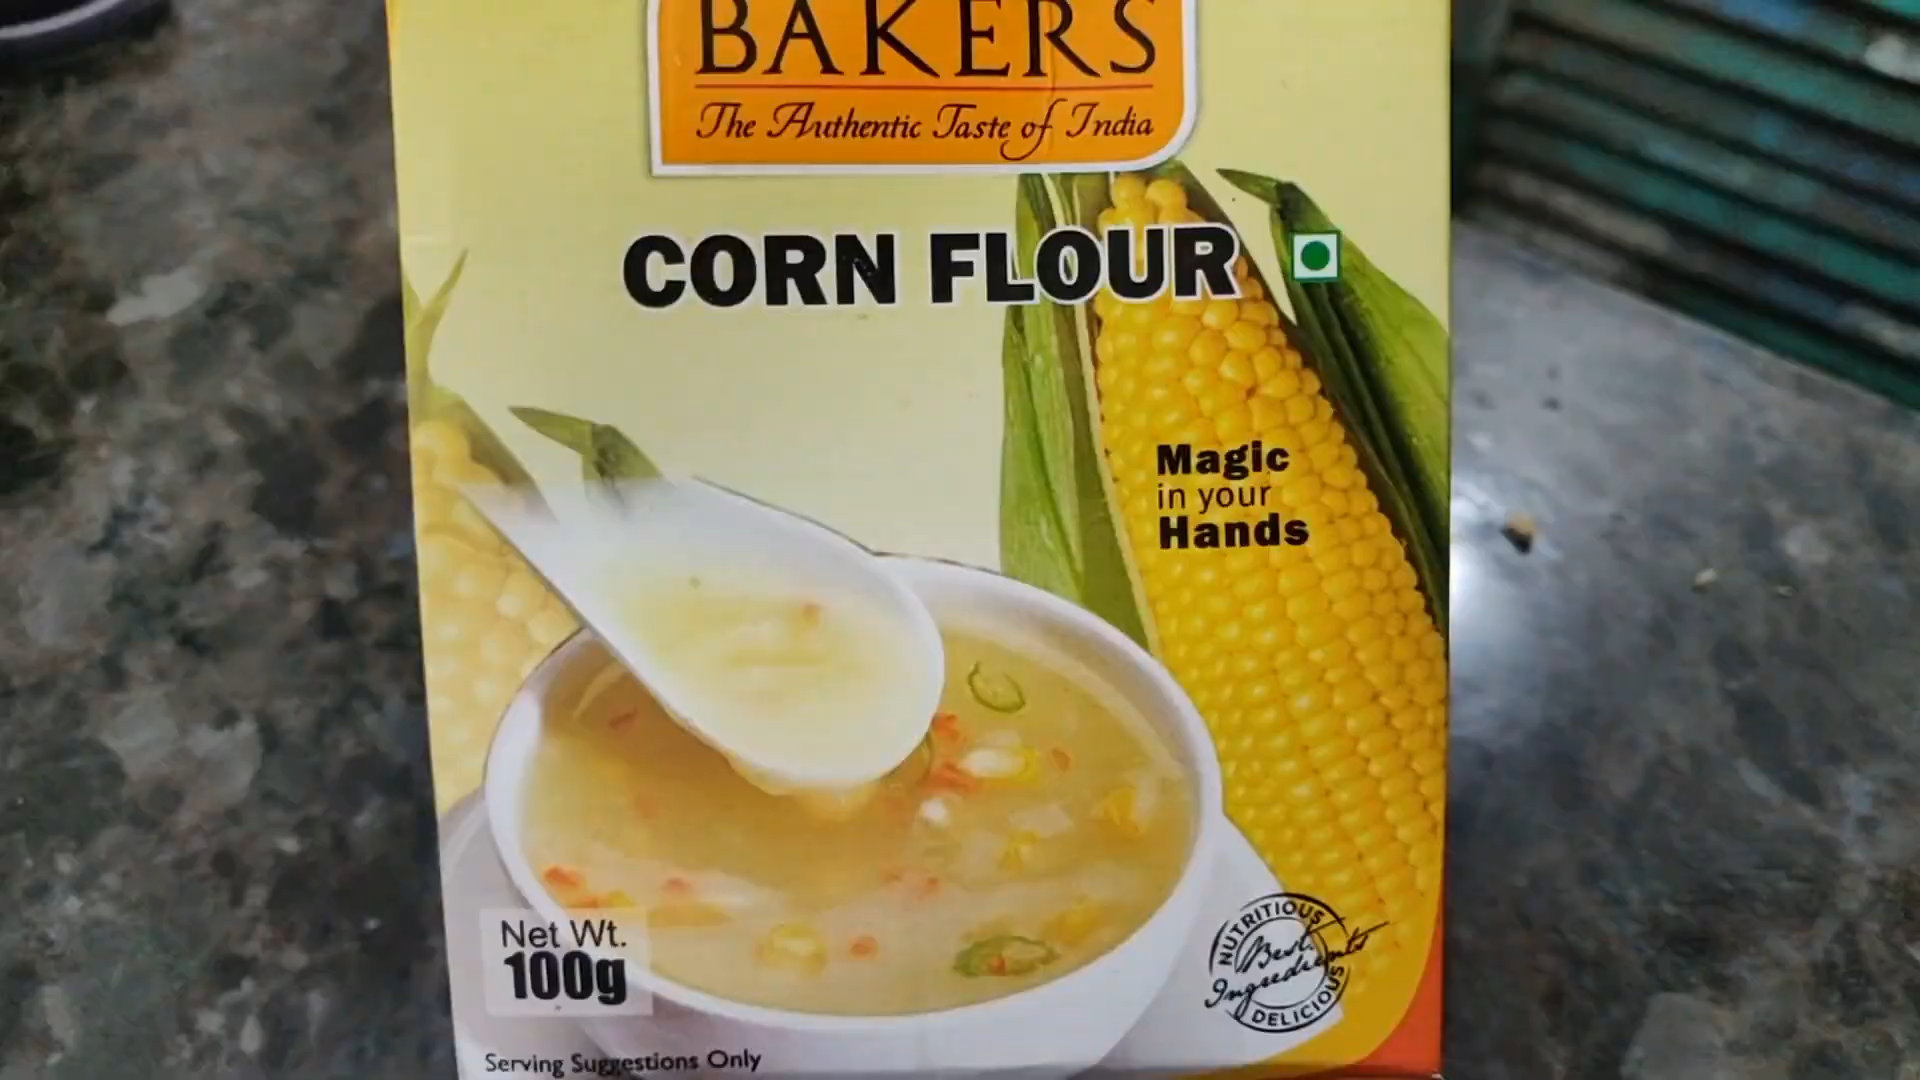 BAKERS
The Authentic Taste of India
CORN FLOUR
Magic
in your
Hands
Net Wt.
100g
NUTRITIOUS
Best
Ingredients
DELICIOUS
Serving Suggestions Only